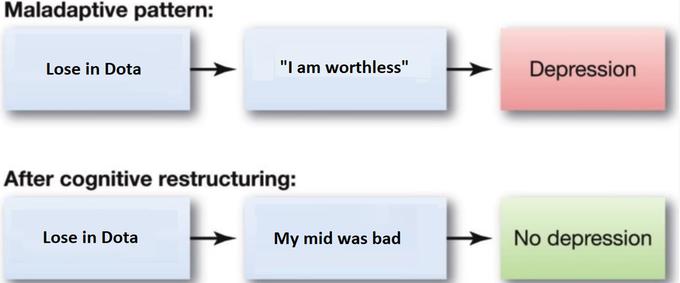 Maladaptive pattern:
Lose in Dota
"I am worthless"
Depression
After cognitive restructuring:
Lose in Dota
My mid was bad
No depression